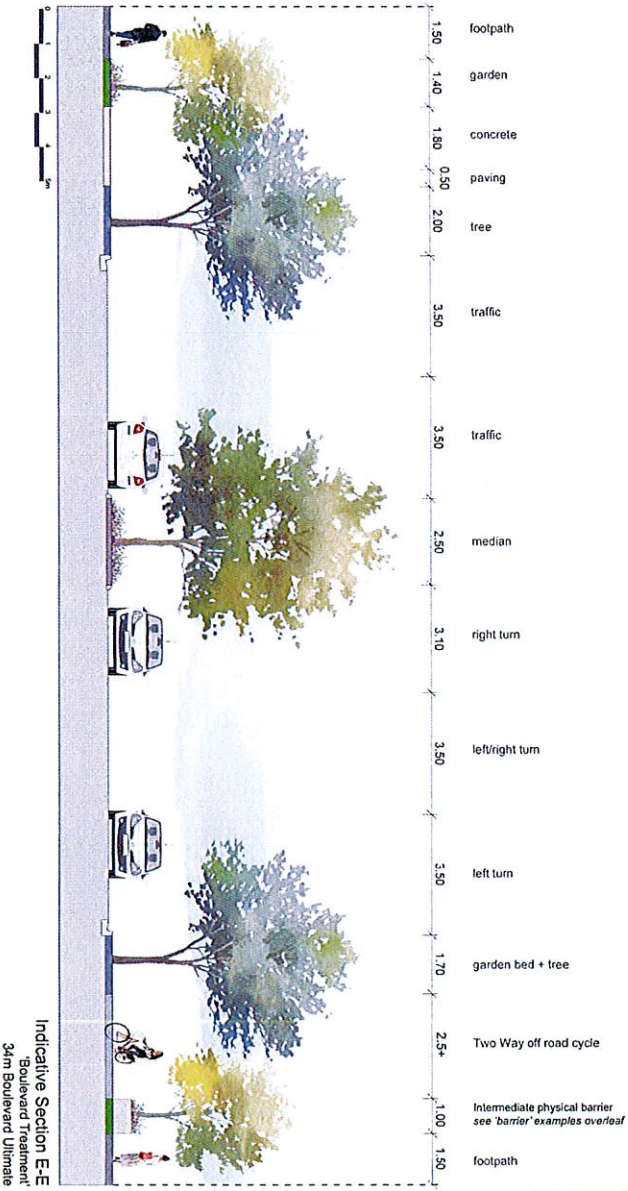 footpath
garden
concrete
paving
tree
traffic
traffic
median
right turn
left/right turn
left turn
garden bed + tree
Two Way off road cycle
Intermediate physical barrier
see 'barrier' examples overleaf
footpath
1.50
1.40
1.80
0.50
2.00
3.50
3.50
2.50
3.10
3.50
3.50
1.70
2.5+
1.00
1.50
0
1
2
3
4
5m
Indicative Section E-E
'Boulevard Treatment'
34m Boulevard Ultimate